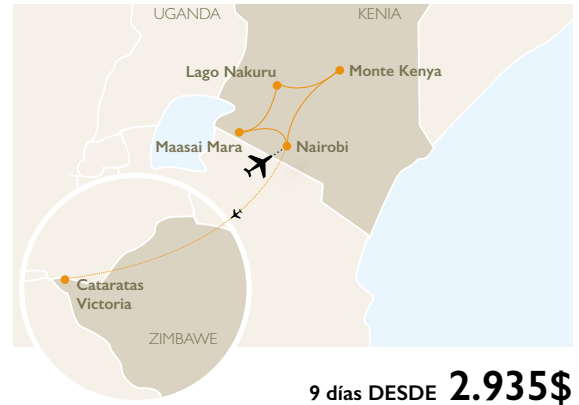 UGANDA
KENIA
Lago Nakuru
Monte Kenya
Maasai Mara
Nairobi
Cataratas
Victoria
ZIMBAWE
9 días DESDE 2.935$